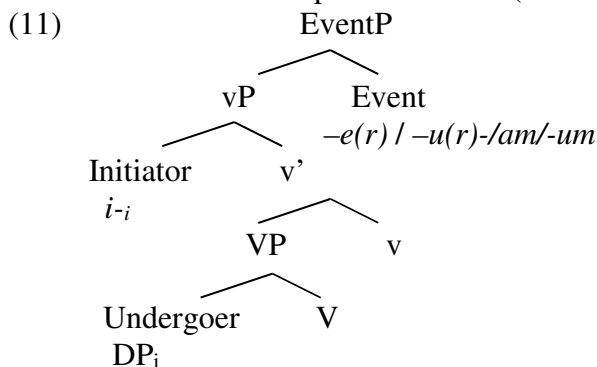 (11) EventP
vP Event
–e(r) / –u(r)-/am/-um
Initiator v’
i-i
VP v
Undergoer V
DPi